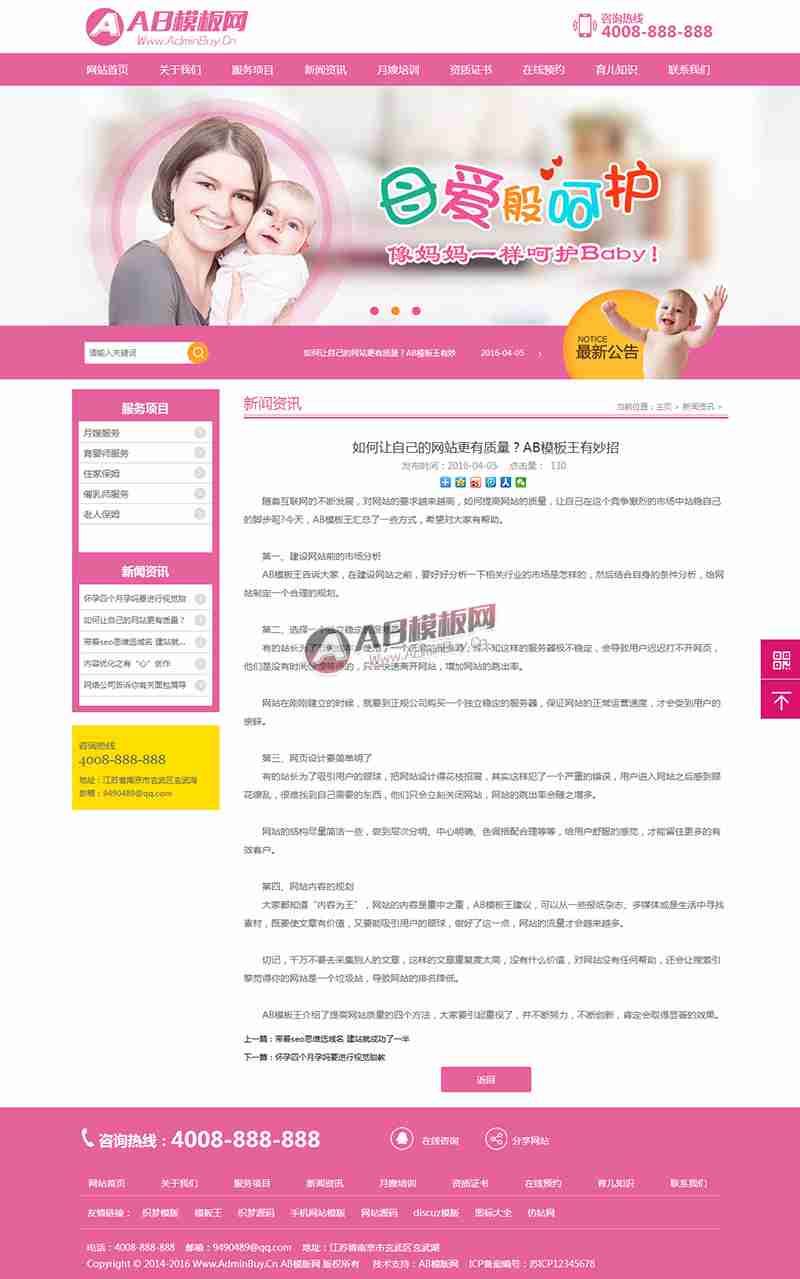 AB模板网
Www.AdminBuy.Cn
咨询热线
4008-888-888
网站首页 关于我们 服务项目 新闻资讯 月嫂培训 资质证书 在线预约 育儿知识 联系我们
母爱般呵护
像妈妈一样呵护Baby!
请输入关键词
如何让自己的网站更有质量？AB模板王有妙 2016-04-05
NOTICE
最新公告
服务项目
月嫂服务
育婴师服务
住家保姆
催乳师服务
老人保姆
新闻资讯
怀孕四个月孕妈要进行视觉胎
如何让自己的网站更有质量？
带着seo思维选域名 建站就...
内容优化之有“心”创作
网络公司告诉你有关面包屑导
咨询热线
4008-888-888
地址：江苏省南京市玄武区玄武湖
邮箱：9490489@qq.com
新闻资讯
当前位置：主页 > 新闻资讯 >
如何让自己的网站更有质量？AB模板王有妙招
发布时间：2016-04-05 点击量： 130
随着互联网的不断发展，对网站的要求越来越高，如何提高网站的质量，让自己在这个竞争激烈的市场中站稳自己
的脚步呢?今天，AB模板王汇总了一些方式，希望对大家有帮助。
第一、建设网站前的市场分析
AB模板王告诉大家，在建设网站之前，要好好分析一下相关行业的市场是怎样的，然后结合自身的条件分析，给网
站制定一个合理的规划。
第二、选择一个独立稳定的服务器
有的站长为了
不知这样的服务器极不稳定，会导致用户迟迟打不开网页，
他们是没有时间
的，只会快速离开网站，增加网站的跳出率。
AB模板网
Www.AdminBuy.Cn
网站在刚刚建立的时候，就要到正规公司购买一个独立稳定的服务器，保证网站的正常运营速度，才会受到用户的
亲睐。
第三、网页设计要简单明了
有的站长为了吸引用户的眼球，把网站设计得花枝招展，其实这样犯了一个严重的错误，用户进入网站之后感到眼
花缭乱，很难找到自己需要的东西，他们只会立刻关闭网站，网站的跳出率会随之增多。
网站的结构尽量简洁一些，做到层次分明、中心明确、色调搭配合理等等，给用户舒服的感觉，才能留住更多的有
效客户。
第四、网站内容的规划
大家都知道“内容为王”，网站的内容是重中之重，AB模板王建议，可以从一些报纸杂志、多媒体或是生活中寻找
素材，既要使文章有价值，又要能吸引用户的眼球，做好了这一点，网站的流量才会越来越多。
切记，千万不要去采集别人的文章，这样的文章重复度太高，没有什么价值，对网站没有任何帮助，还会让搜索引
擎觉得你的网站是一个垃圾站，导致网站的排名降低。
AB模板王介绍了提高网站质量的四个方法，大家要引起重视了，并不断努力，不断创新，肯定会取得显著的效果。
上一篇：带着seo思维选域名 建站就成功了一半
下一篇：怀孕四个月孕妈要进行视觉胎教
返回
咨询热线：4008-888-888 在线咨询 分享网站
网站首页 关于我们 服务项目 新闻资讯 月嫂培训 资质证书 在线预约 育儿知识 联系我们
友情链接： 织梦模板 模板王 织梦源码 手机网站模板 网站源码 discuz模板 图标大全 仿站网
电话：4008-888-888 邮箱：9490489@qq.com 地址：江苏省南京市玄武区玄武湖
Copyright © 2014-2016 Www.AdminBuy.Cn AB模板网 版权所有 技术支持：AB模板网 ICP备案编号：苏ICP12345678